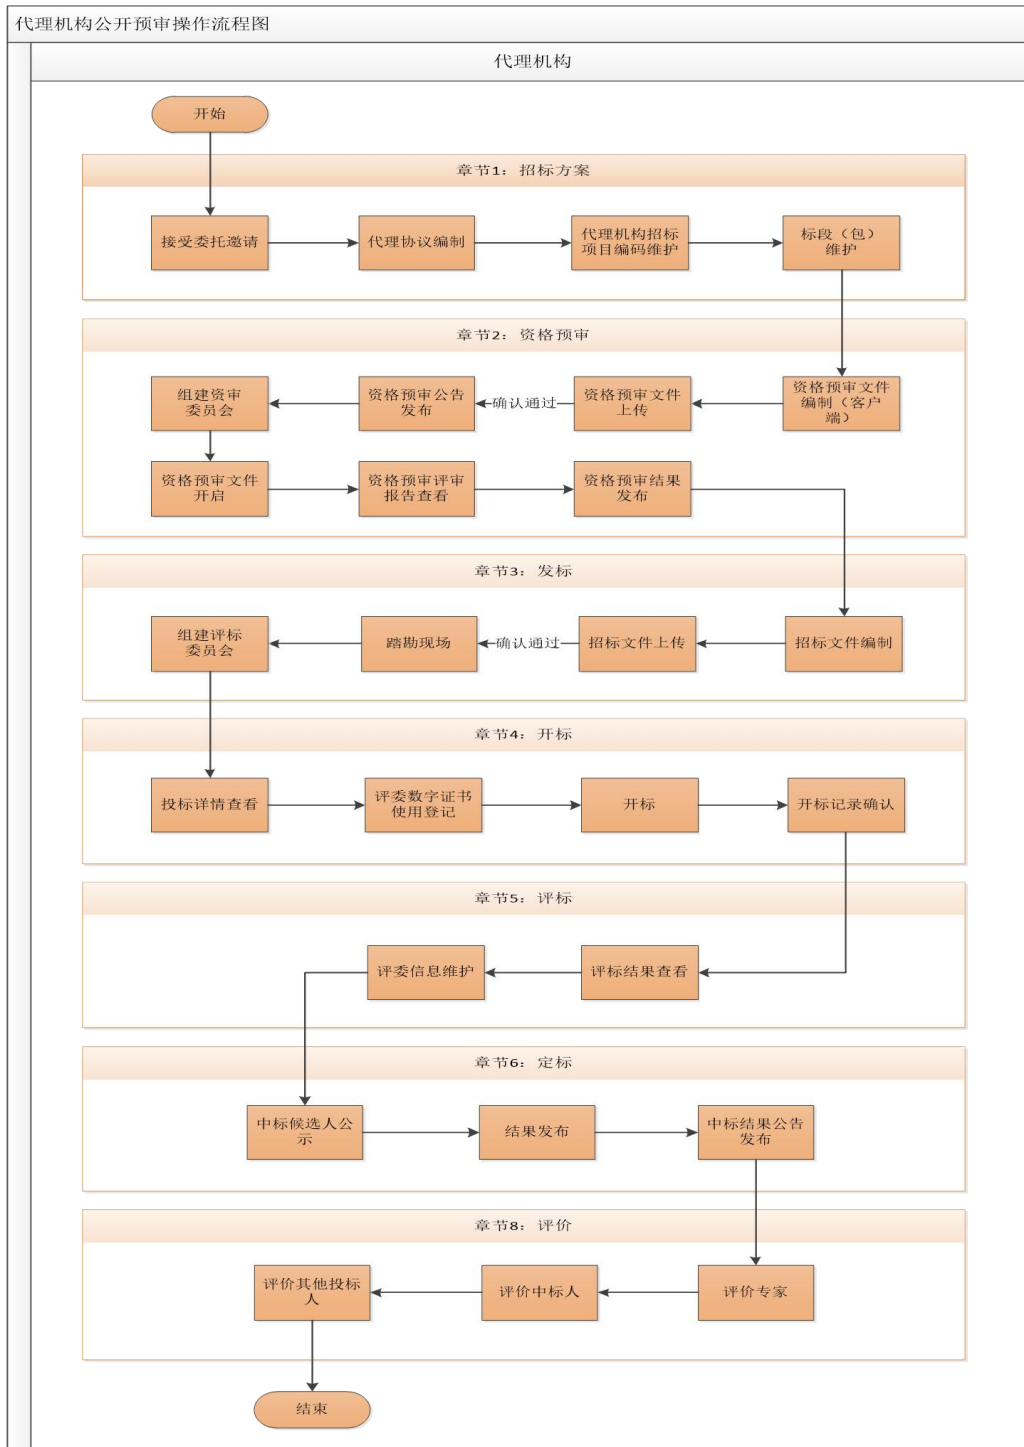 代理机构公开预审操作流程图
代理机构
开始
章节1：招标方案
接受委托邀请
代理协议编制
代理机构招标
项目编码维护
标段（包）
维护
章节2：资格预审
组建资审
委员会
资格预审公告
发布
确认通过
资格预审文件
上传
资格预审文件
编制（客户
端）
资格预审文件
开启
资格预审评审
报告查看
资格预审结果
发布
章节3：发标
组建评标
委员会
踏勘现场
确认通过
招标文件上传
招标文件编制
章节4：开标
投标详情查看
评委数字证书
使用登记
开标
开标记录确认
章节5：评标
评委信息维护
评标结果查看
章节6：定标
中标候选人公
示
结果发布
中标结果公告
发布
章节8：评价
评价其他投标
人
评价中标人
评价专家
结束